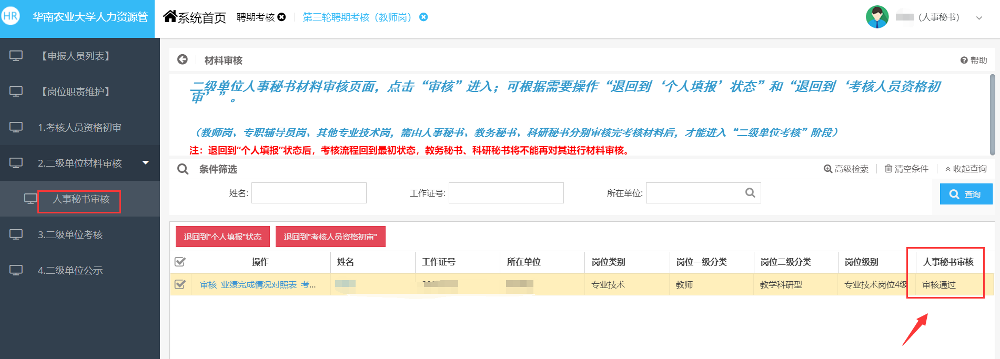 HR 华南农业大学人力资源管
系统首页 聘期考核 第三轮聘期考核（教师岗）
（人事秘书）
【申报人员列表】
【岗位职责维护】
1.考核人员资格初审
2.二级单位材料审核
人事秘书审核
3.二级单位考核
4.二级单位公示
材料审核
帮助
二级单位人事秘书材料审核页面，点击“审核”进入；可根据需要操作“退回到‘个人填报’状态”和“退回到‘考核人员资格初
审’”。
（教师岗、专职辅导员岗、其他专业技术岗，需由人事秘书、教务秘书、科研秘书分别审核完考核材料后，才能进入“二级单位考核”阶段）
注：退回到“个人填报”状态后，考核流程回到最初状态，教务秘书、科研秘书将不能再对其进行材料审核。
条件筛选 高级检索 清空条件 收起查询
姓名: 工作证号: 所在单位: 查询
退回到"个人填报"状态 退回到"考核人员资格初审"
操作 姓名 工作证号 所在单位 岗位类别 岗位一级分类 岗位二级分类 岗位级别 人事秘书审核
审核 业绩完成情况对照表 考... 专业技术 教师 教学科研型 专业技术岗位4级 审核通过